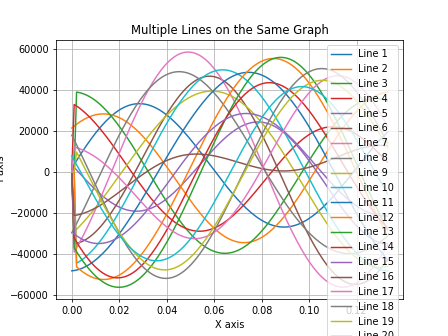 Multiple Lines on the Same Graph
60000
40000
20000
0
−20000
−40000
−60000
0.00
0.02
0.04
0.06
0.08
0.10
X axis
Line 1
Line 2
Line 3
Line 4
Line 5
Line 6
Line 7
Line 8
Line 9
Line 10
Line 11
Line 12
Line 13
Line 14
Line 15
Line 16
Line 17
Line 18
Line 19
Line 20